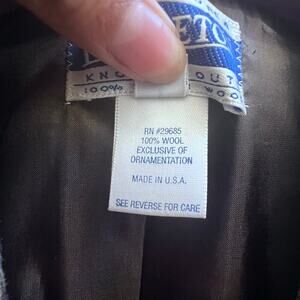 KNO OUT
100% WOO
RN #29685
100% WOOL
EXCLUSIVE OF
ORNAMENTATION
MADE IN U.S.A.
SEE REVERSE FOR CARE